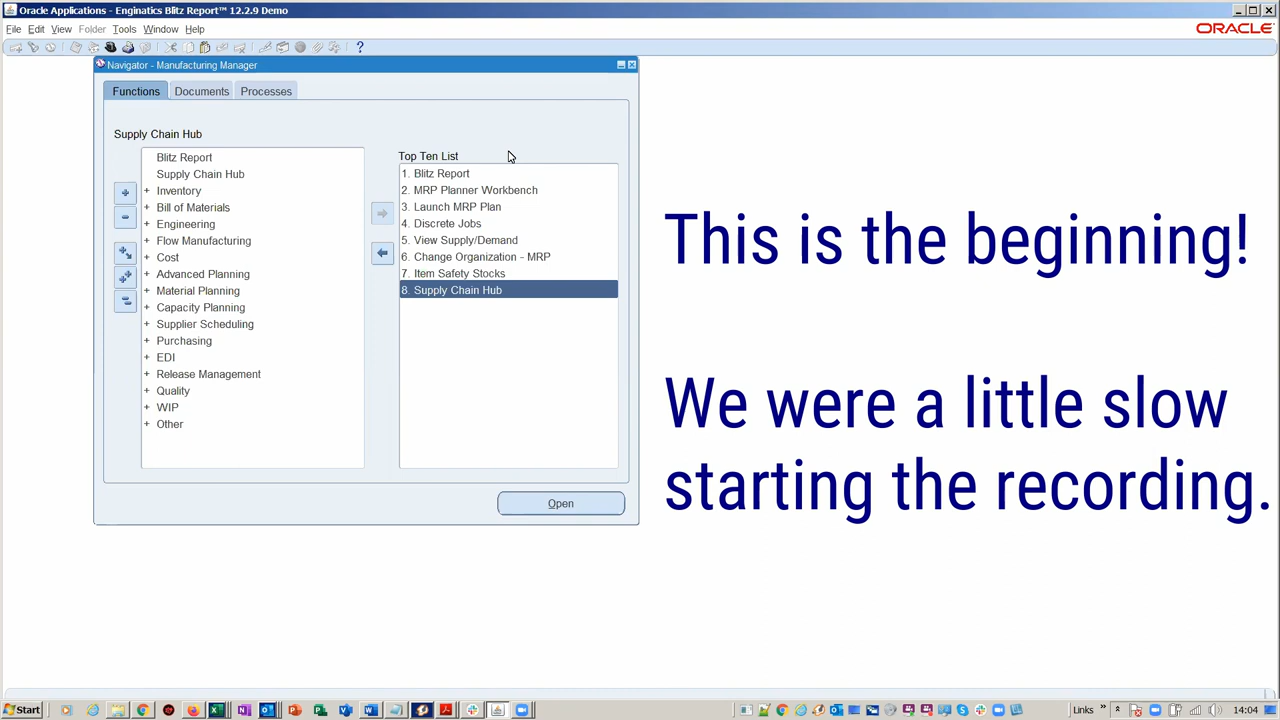 Oracle Applications - Enginatics Blitz Report™ 12.2.9 Demo
File Edit View Folder Tools Window Help
ORACLE
Navigator - Manufacturing Manager
Functions Documents Processes
Supply Chain Hub
Blitz Report
Supply Chain Hub
+ Inventory
+ Bill of Materials
+ Engineering
+ Flow Manufacturing
+ Cost
+ Advanced Planning
+ Material Planning
+ Capacity Planning
+ Supplier Scheduling
+ Purchasing
+ EDI
+ Release Management
+ Quality
+ WIP
+ Other
Top Ten List
1. Blitz Report
2. MRP Planner Workbench
3. Launch MRP Plan
4. Discrete Jobs
5. View Supply/Demand
6. Change Organization - MRP
7. Item Safety Stocks
8. Supply Chain Hub
Open
This is the beginning!
We were a little slow
starting the recording.
Start
Links
14:04